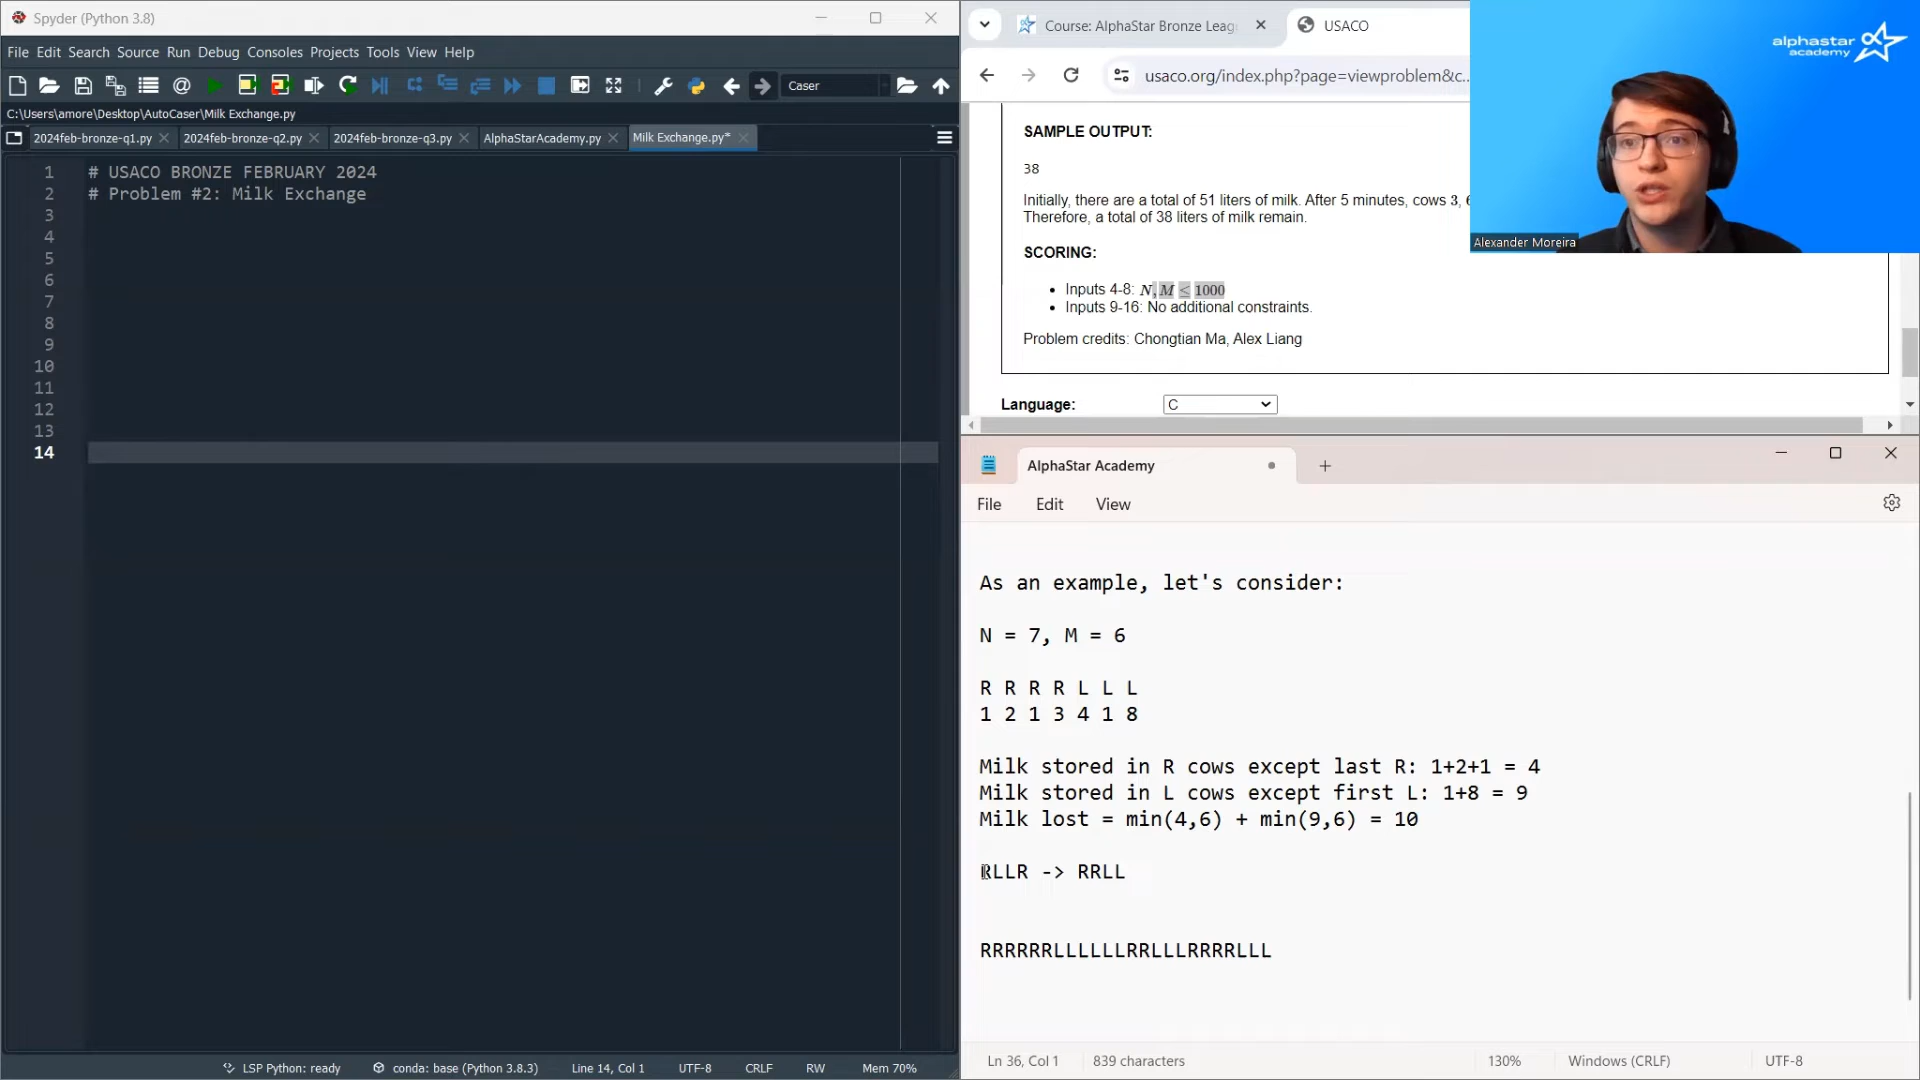 Spyder (Python 3.8)
File Edit Search Source Run Debug Consoles Projects Tools View Help
Caser
C:\Users\amore\Desktop\AutoCaser\Milk Exchange.py
2024feb-bronze-q1.py 2024feb-bronze-q2.py 2024feb-bronze-q3.py AlphaStarAcademy.py Milk Exchange.py*
1 # USACO BRONZE FEBRUARY 2024
2 # Problem #2: Milk Exchange
3
4
5
6
7
8
9
10
11
12
13
14
LSP Python: ready conda: base (Python 3.8.3) Line 14, Col 1 UTF-8 CRLF RW Mem 70%
Course: AlphaStar Bronze Leag USACO
usaco.org/index.php?page=viewproblem&c...
SAMPLE OUTPUT:
38
Initially, there are a total of 51 liters of milk. After 5 minutes, cows 3,
Therefore, a total of 38 liters of milk remain.
SCORING:
• Inputs 4-8: N, M ≤ 1000
• Inputs 9-16: No additional constraints.
Problem credits: Chongtian Ma, Alex Liang
Language: C
alphastar
academy
Alexander Moreira
AlphaStar Academy
File Edit View
As an example, let's consider:
N = 7, M = 6
R R R R L L L
1 2 1 3 4 1 8
Milk stored in R cows except last R: 1+2+1 = 4
Milk stored in L cows except first L: 1+8 = 9
Milk lost = min(4,6) + min(9,6) = 10
RLLR -> RRLL
RRRRRRLLLLLLRRLLLRRRRLLL
Ln 36, Col 1 839 characters 130% Windows (CRLF) UTF-8